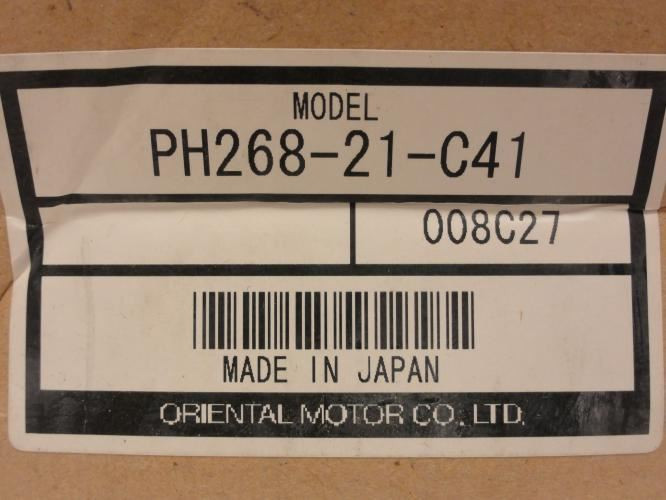 MODEL
PH268-21-C41
008C27
MADE IN JAPAN
ORIENTAL MOTOR CO. LTD.